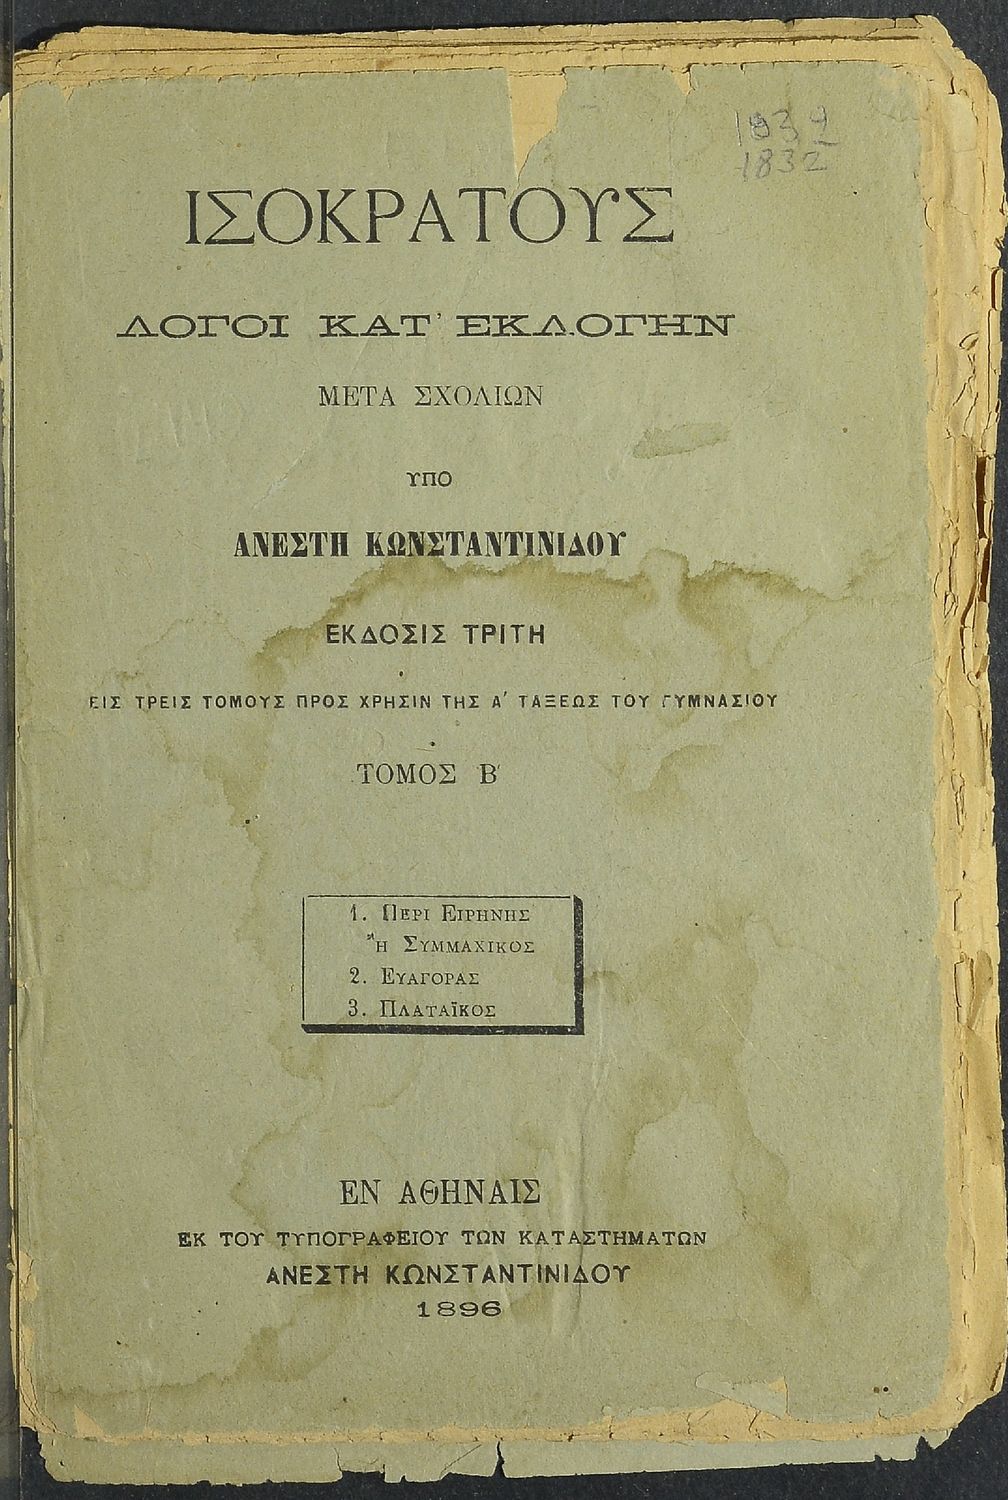 1839
1832
ΙΣΟΚΡΑΤΟΥΣ
ΛΟΓΟΙ ΚΑΤ' ΕΚΛΟΓΗΝ
ΜΕΤΑ ΣΧΟΛΙΩΝ
ΥΠΟ
ΑΝΕΣΤΗ ΚΩΝΣΤΑΝΤΙΝΙΔΟΥ
ΕΚΔΟΣΙΣ ΤΡΙΤΗ
ΕΙΣ ΤΡΕΙΣ ΤΟΜΟΥΣ ΠΡΟΣ ΧΡΗΣΙΝ ΤΗΣ Α' ΤΑΞΕΩΣ ΤΟΥ ΓΥΜΝΑΣΙΟΥ
ΤΟΜΟΣ Β'
1. ΠΕΡΙ ΕΙΡΗΝΗΣ
Ἢ ΣΥΜΜΑΧΙΚΟΣ
2. ΕΥΑΓΟΡΑΣ
3. ΠΛΑΤΑΪΚΟΣ
ΕΝ ΑΘΗΝΑΙΣ
ΕΚ ΤΟΥ ΤΥΠΟΓΡΑΦΕΙΟΥ ΤΩΝ ΚΑΤΑΣΤΗΜΑΤΩΝ
ΑΝΕΣΤΗ ΚΩΝΣΤΑΝΤΙΝΙΔΟΥ
1896